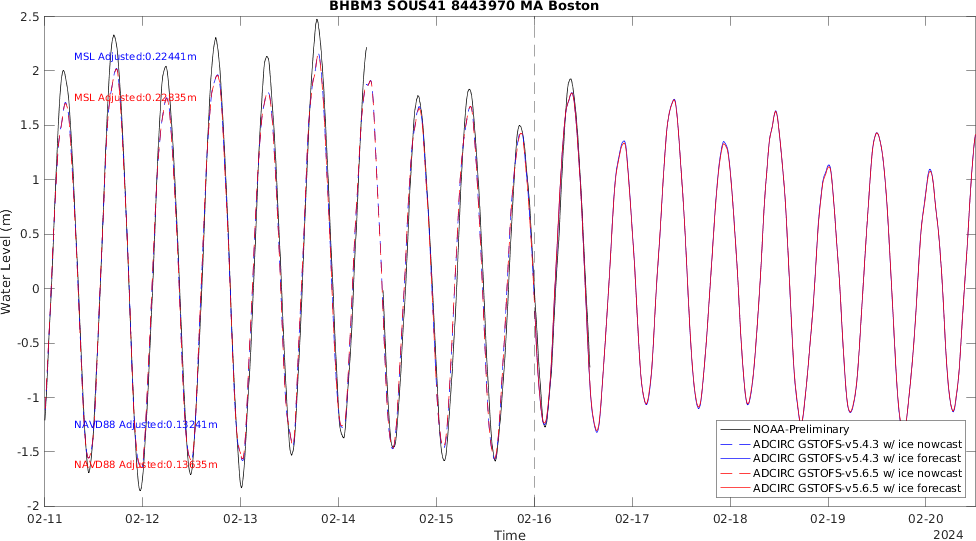 BHBM3 SOUS41 8443970 MA Boston
2.5
2
1.5
1
0.5
0
-0.5
-1
-1.5
-2
Water Level (m)
MSL Adjusted:0.22441m
MSL Adjusted:0.22835m
NAVD88 Adjusted:0.13241m
NAVD88 Adjusted:0.13635m
NOAA-Preliminary
ADCIRC GSTOFS-v5.4.3 w/ ice nowcast
ADCIRC GSTOFS-v5.4.3 w/ ice forecast
ADCIRC GSTOFS-v5.6.5 w/ ice nowcast
ADCIRC GSTOFS-v5.6.5 w/ ice forecast
02-11 02-12 02-13 02-14 02-15 02-16 02-17 02-18 02-19 02-20
Time
2024